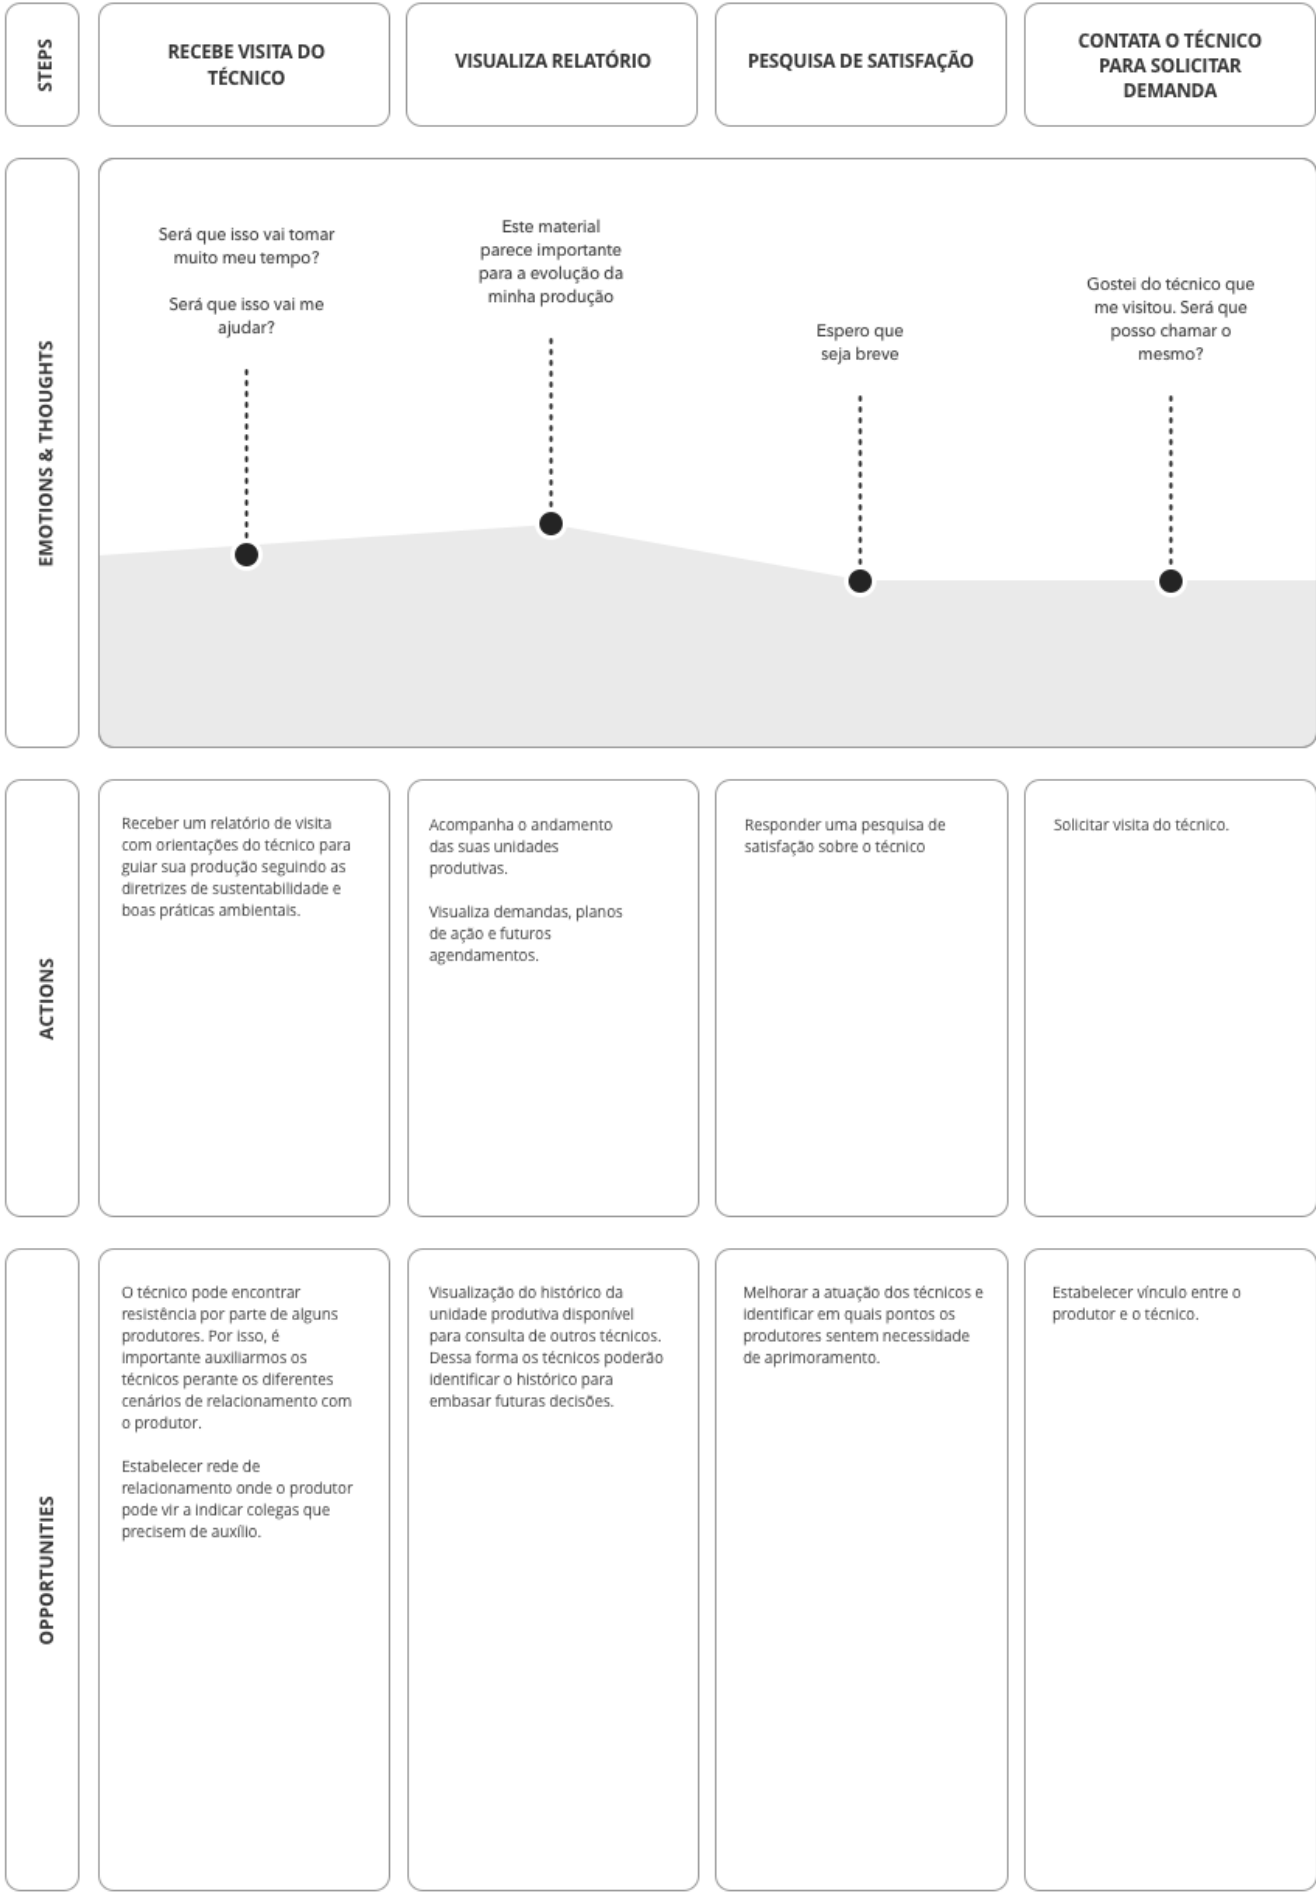 STEPS
RECEBE VISITA DO
TÉCNICO
VISUALIZA RELATÓRIO
PESQUISA DE SATISFAÇÃO
CONTATA O TÉCNICO
PARA SOLICITAR
DEMANDA
EMOTIONS & THOUGHTS
Será que isso vai tomar
muito meu tempo?
Será que isso vai me
ajudar?
Este material
parece importante
para a evolução da
minha produção
Espero que
seja breve
Gostei do técnico que
me visitou. Será que
posso chamar o
mesmo?
ACTIONS
Receber um relatório de visita
com orientações do técnico para
guiar sua produção seguindo as
diretrizes de sustentabilidade e
boas práticas ambientais.
Acompanha o andamento
das suas unidades
produtivas.
Visualiza demandas, planos
de ação e futuros
agendamentos.
Responder uma pesquisa de
satisfação sobre o técnico
Solicitar visita do técnico.
OPPORTUNITIES
O técnico pode encontrar
resistência por parte de alguns
produtores. Por isso, é
importante auxiliarmos os
técnicos perante os diferentes
cenários de relacionamento com
o produtor.
Estabelecer rede de
relacionamento onde o produtor
pode vir a indicar colegas que
precisem de auxílio.
Visualização do histórico da
unidade produtiva disponível
para consulta de outros técnicos.
Dessa forma os técnicos poderão
identificar o histórico para
embasar futuras decisões.
Melhorar a atuação dos técnicos e
identificar em quais pontos os
produtores sentem necessidade
de aprimoramento.
Estabelecer vínculo entre o
produtor e o técnico.